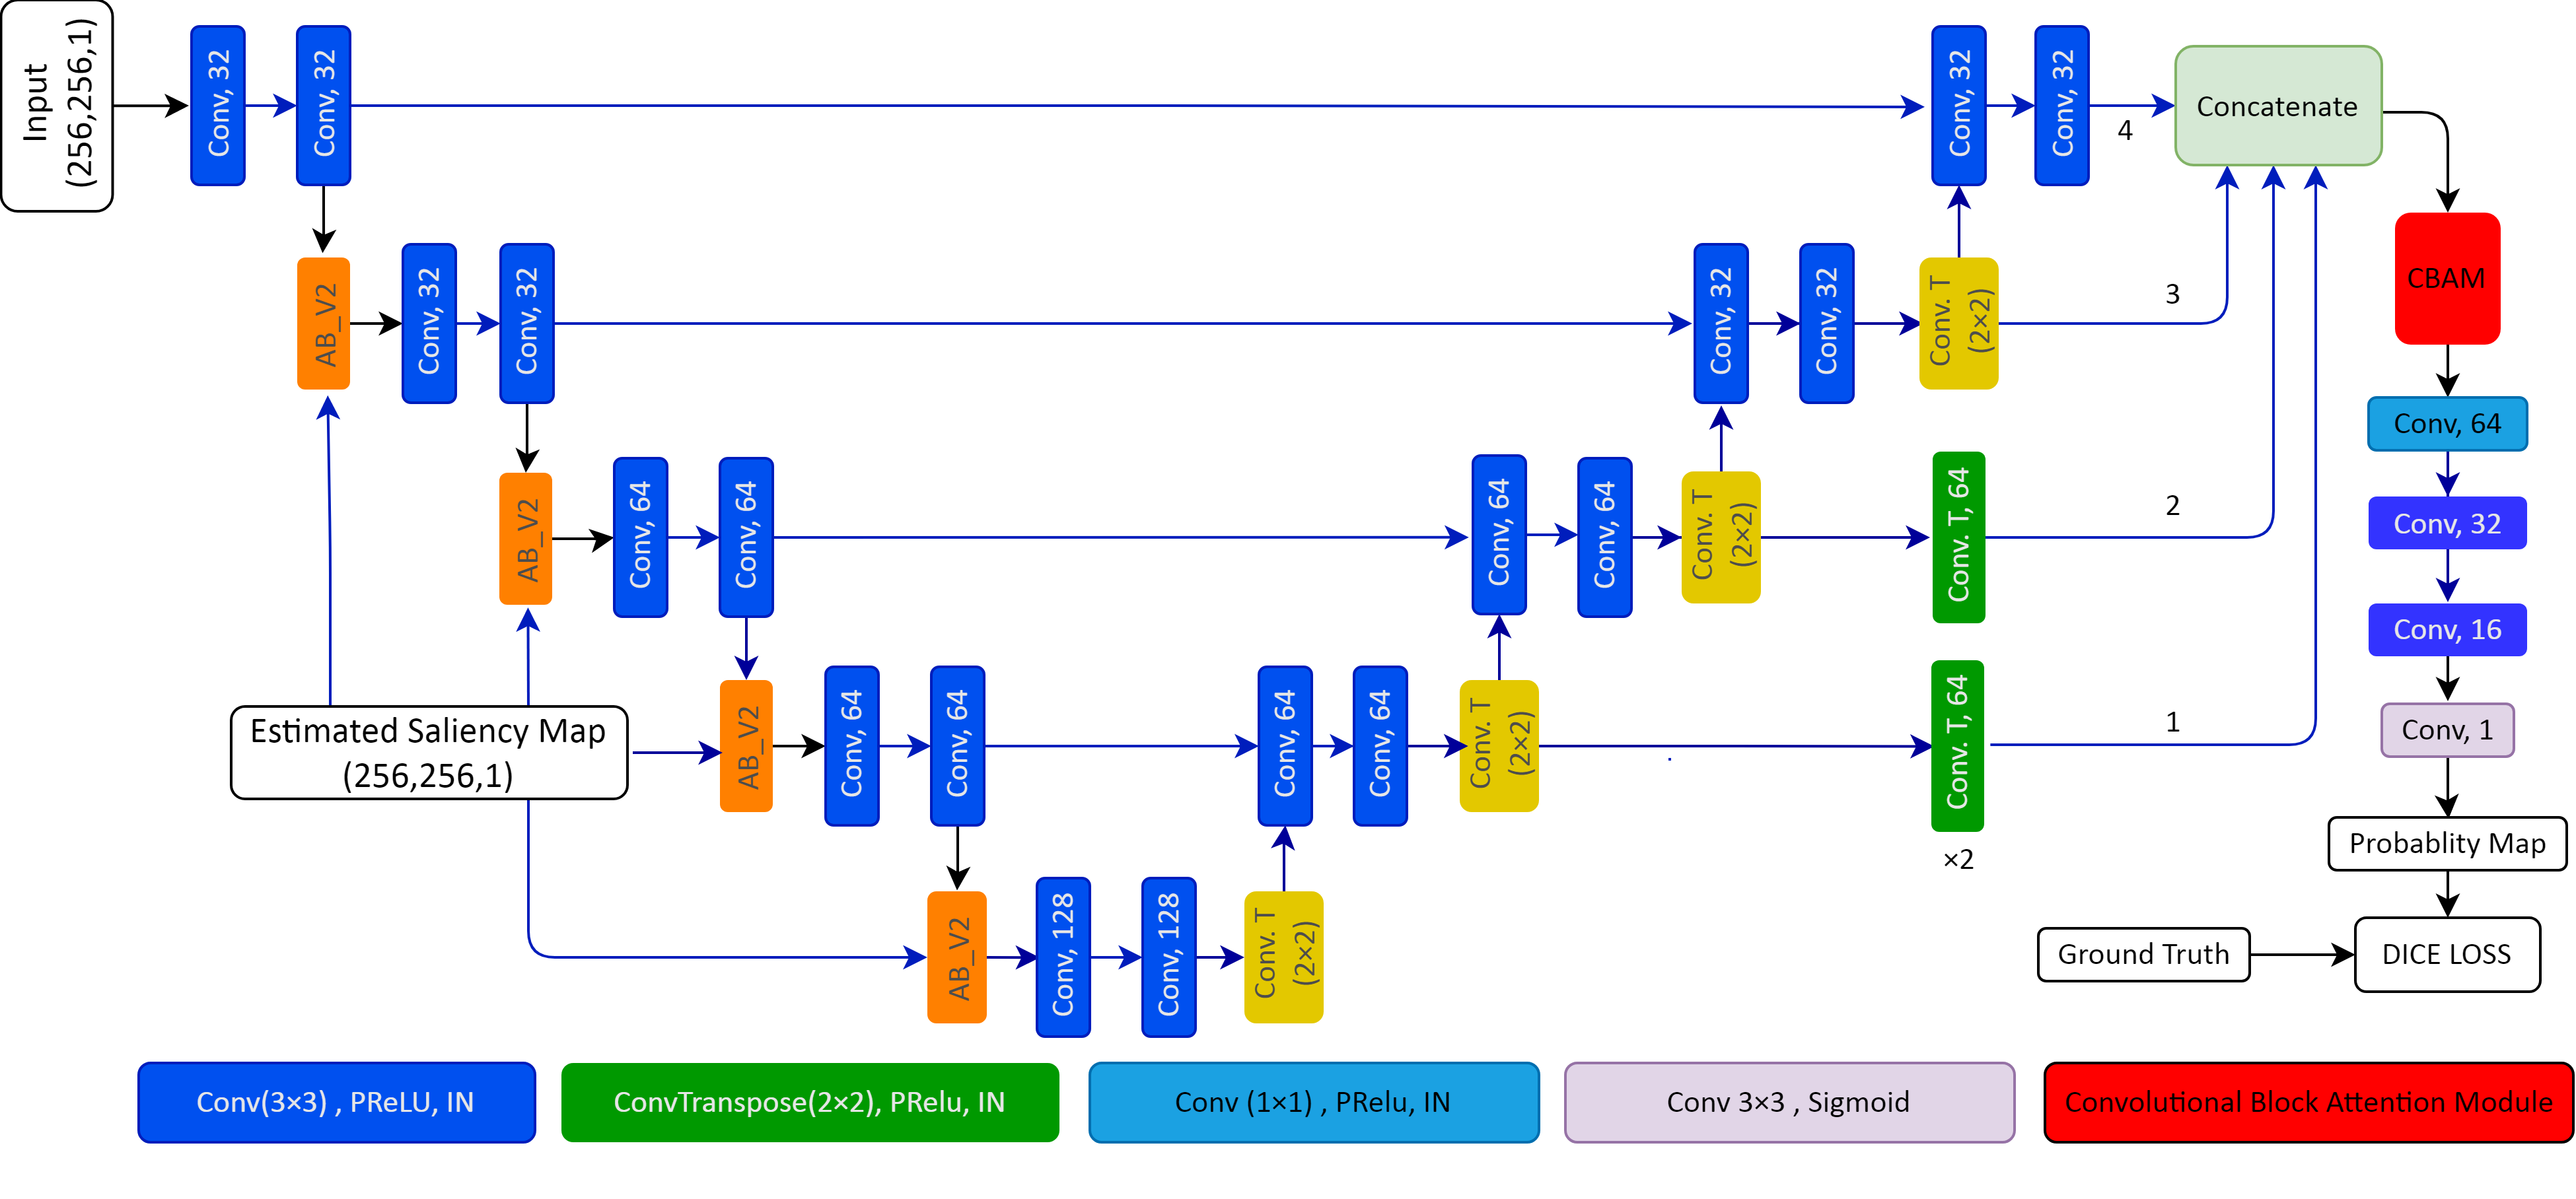 Input
(256,256,1)
Conv, 32
Conv, 32
Conv, 32
Conv, 32
4
Concatenate
AB_V2
Conv, 32
Conv, 32
Conv, 32
Conv, 32
Conv. T
(2×2)
3
CBAM
Conv, 64
AB_V2
Conv, 64
Conv, 64
Conv, 64
Conv, 64
Conv. T
(2×2)
Conv. T, 64
2
Conv, 32
Conv, 16
Estimated Saliency Map
(256,256,1)
AB_V2
Conv, 64
Conv, 64
Conv, 64
Conv, 64
Conv. T
(2×2)
Conv. T, 64
×2
1
Conv, 1
Probablity Map
AB_V2
Conv, 128
Conv, 128
Conv. T
(2×2)
Ground Truth
DICE LOSS
Conv(3×3) , PReLU, IN
ConvTranspose(2×2), PRelu, IN
Conv (1×1) , PRelu, IN
Conv 3×3 , Sigmoid
Convolutional Block Attention Module